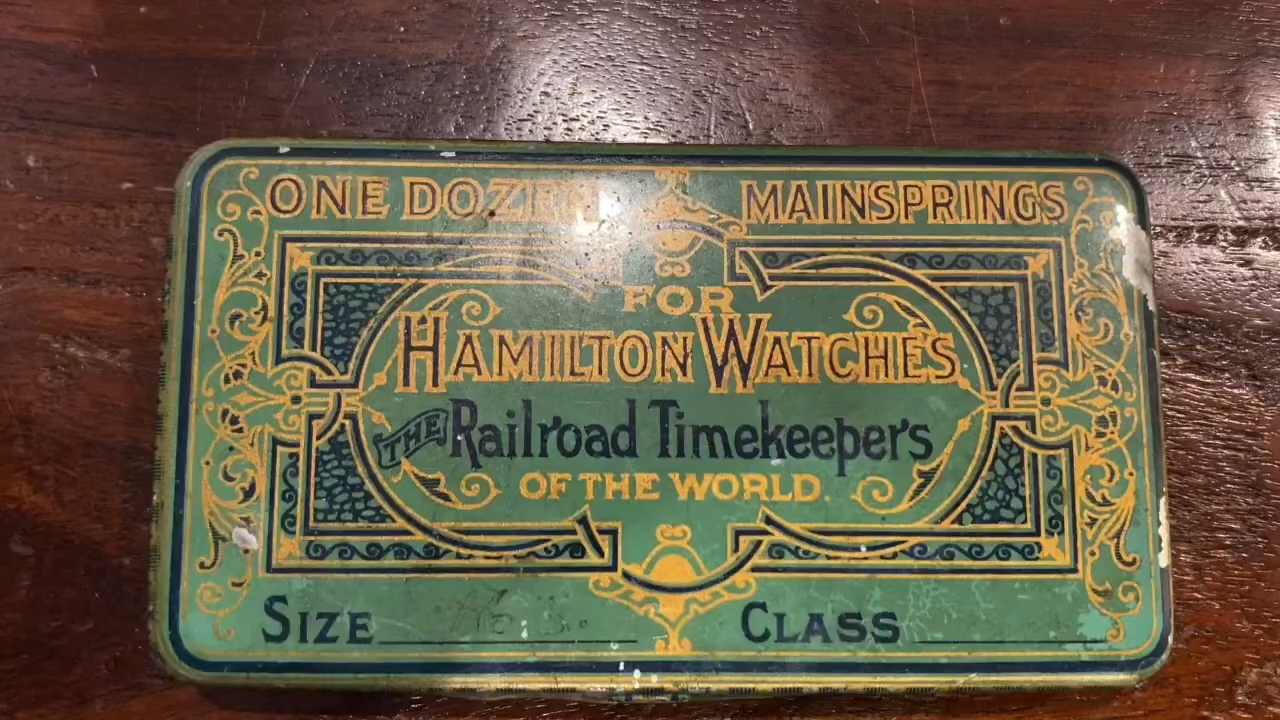 ONE DOZEN MAINSPRINGS
FOR
HAMILTON WATCHES
THE Railroad Timekeepers
OF THE WORLD.
SIZE CLASS